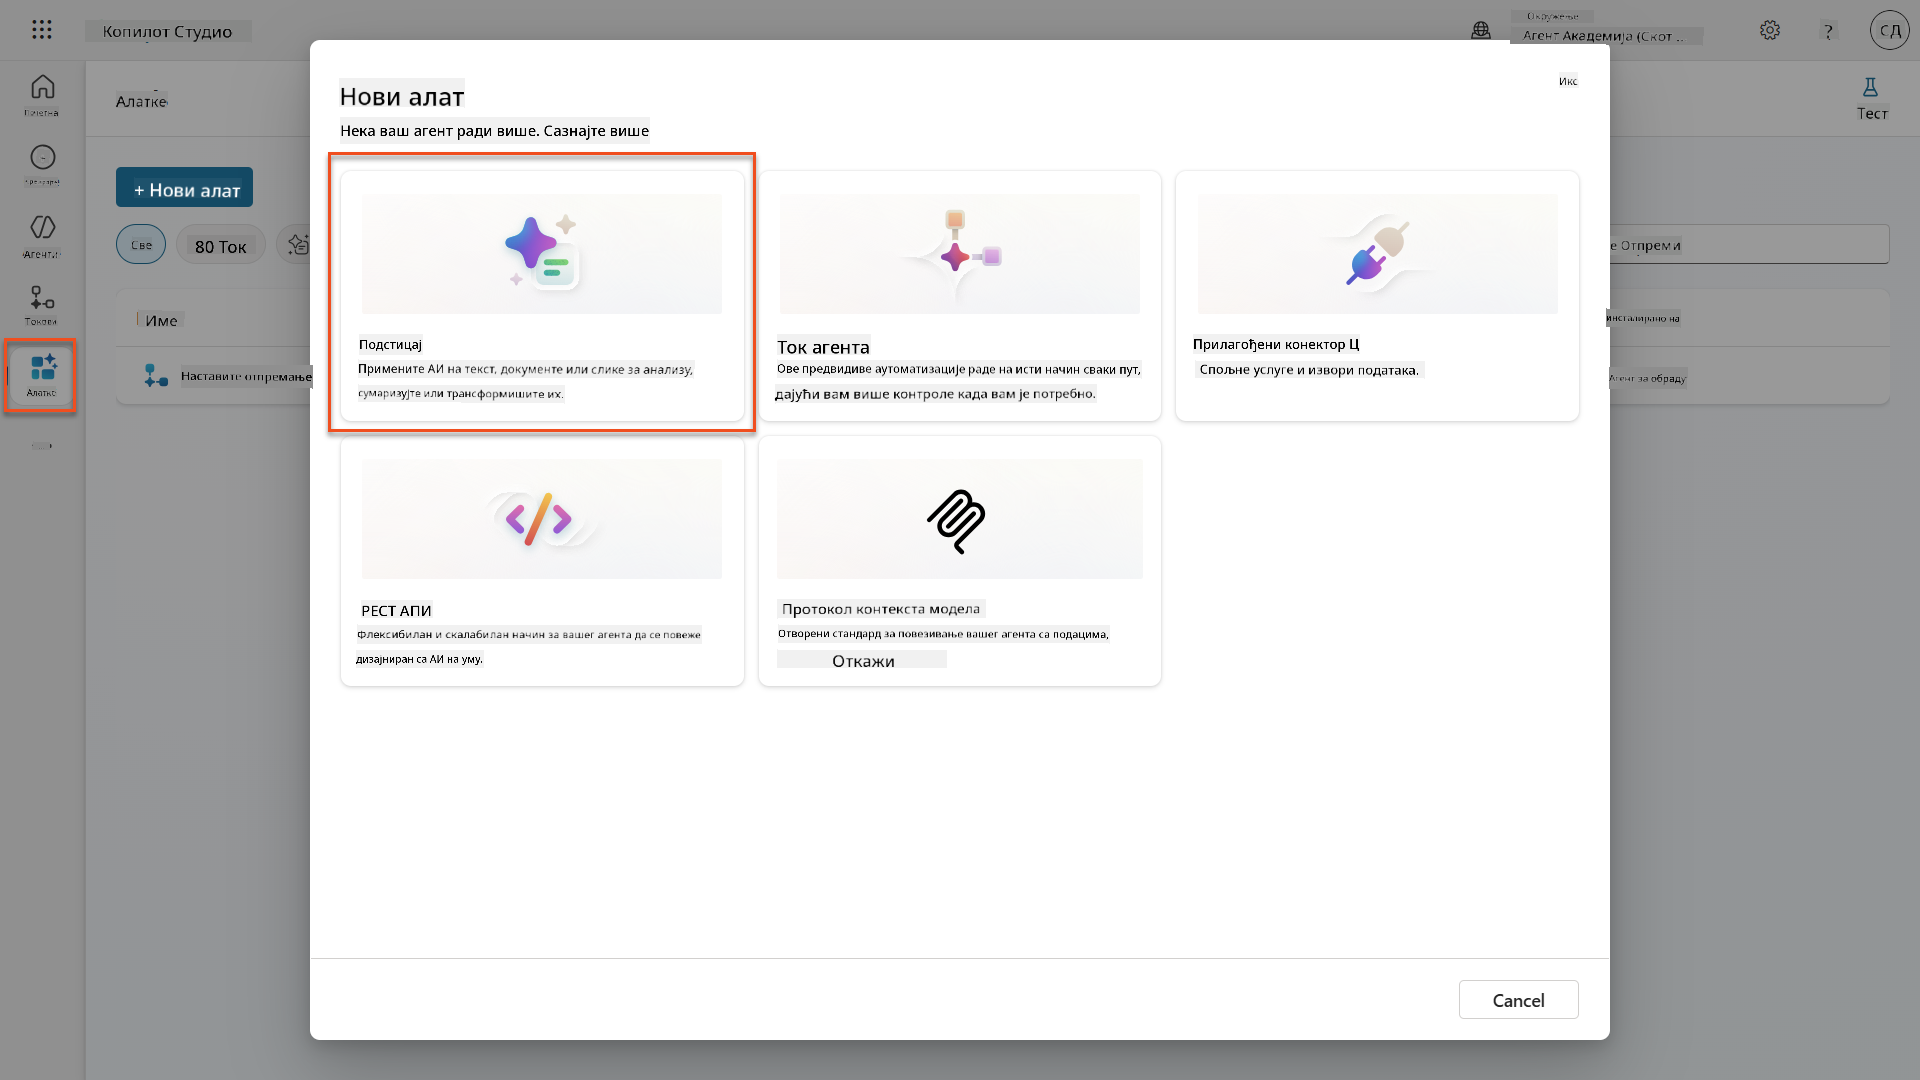 Копилот Студио
Окружење
Агент Академија (Скот ...
?
СД
Алатке
Тест
+ Нови алат
Све
80 Ток
е Отпреми
Име
инсталирано на
Наставите отпремање
Агент за обраду
Почетна
Агенти
Токови
Алатке
Нови алат
Икс
Нека ваш агент ради више. Сазнајте више
Подстицај
Примените АИ на текст, документе или слике за анализу,
сумаризујте или трансформишите их.
Ток агента
Ове предвидиве аутоматизације раде на исти начин сваки пут,
дајући вам више контроле када вам је потребно.
Прилагођени конектор Ц
Спољне услуге и извори података.
РЕСТ АПИ
Флексибилан и скалабилан начин за вашег агента да се повеже
дизајниран са АИ на уму.
Протокол контекста модела
Отворени стандард за повезивање вашег агента са подацима,
Откажи
Cancel